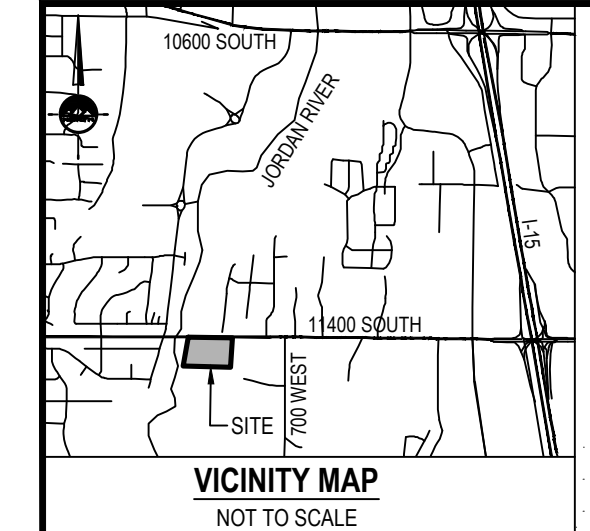 10600 SOUTH
JORDAN RIVER
I-15
11400 SOUTH
700 WEST
SITE
VICINITY MAP
NOT TO SCALE